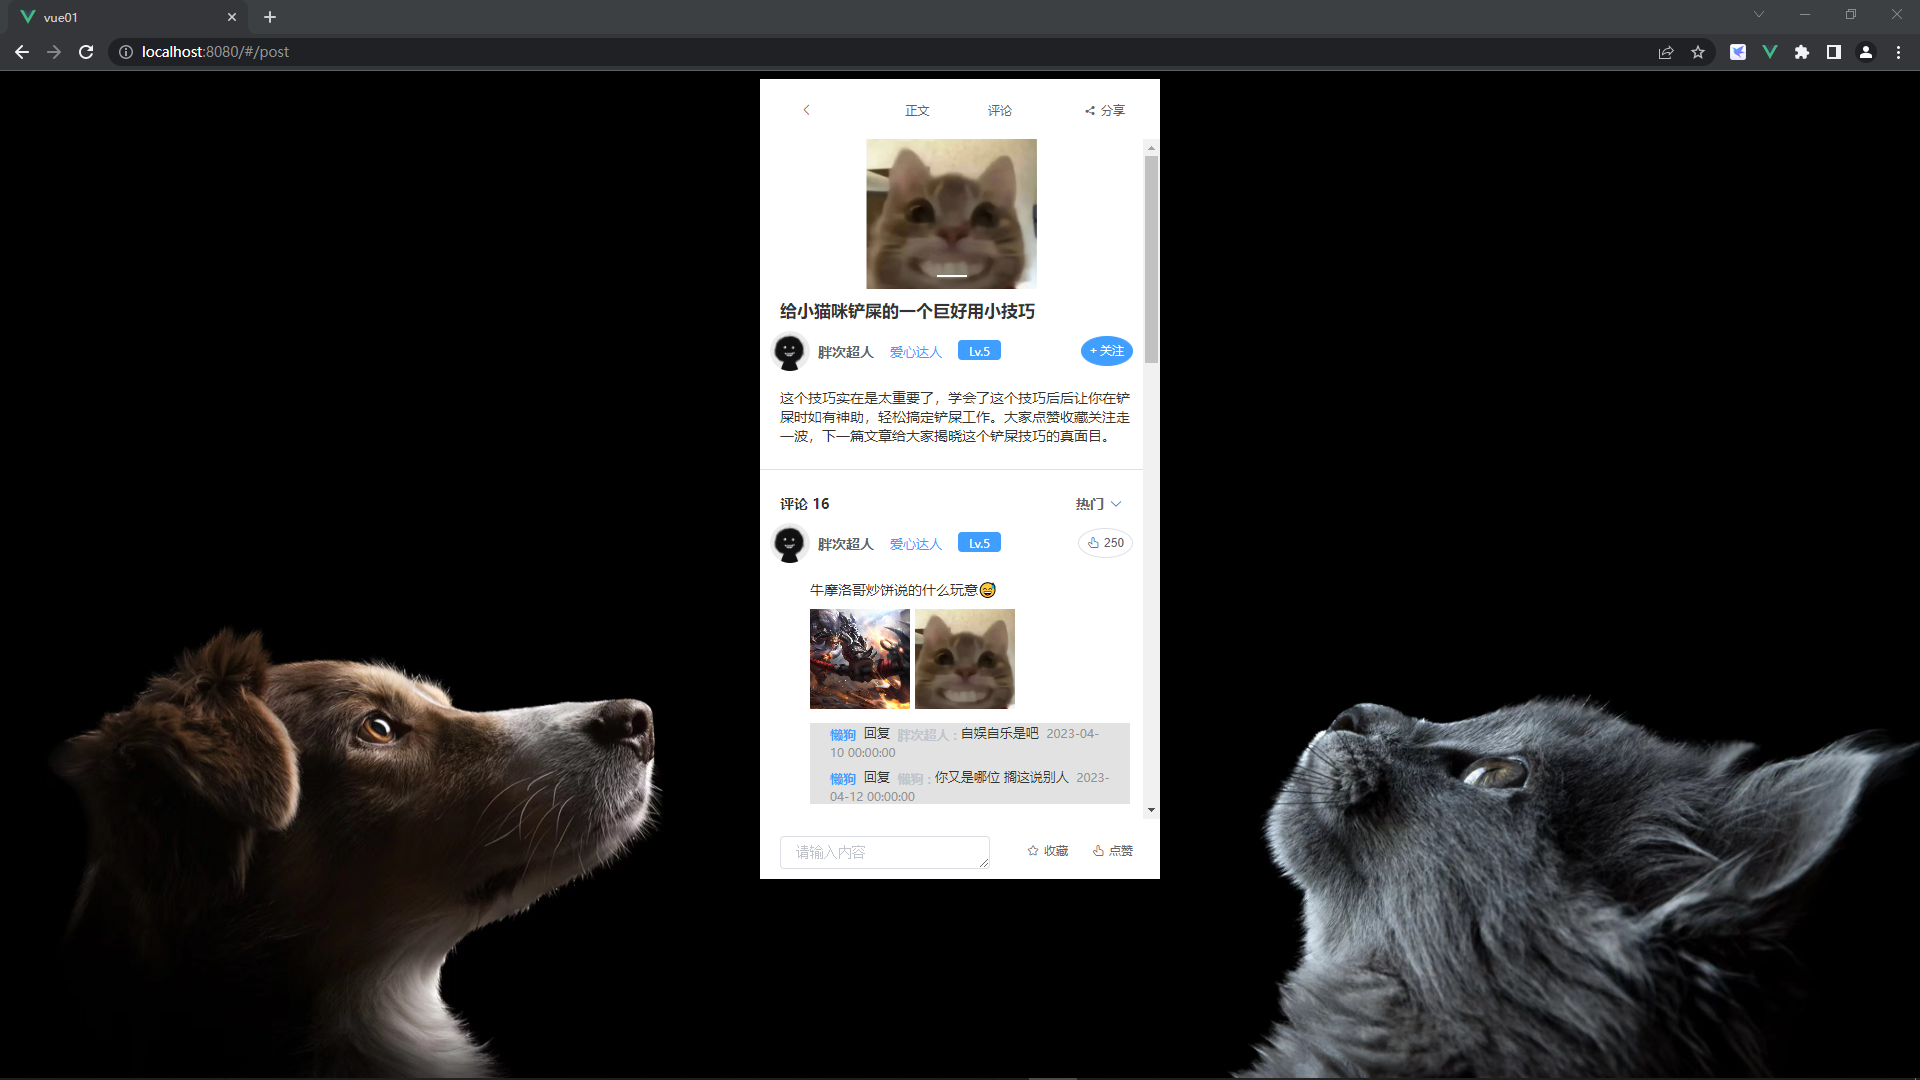 vue01
localhost:8080/#/post
正文
评论
分享
给小猫咪铲屎的一个巨好用小技巧
胖次超人 爱心达人 Lv.5 + 关注
这个技巧实在是太重要了，学会了这个技巧后后让你在铲
屎时如有神助，轻松搞定铲屎工作。大家点赞收藏关注走
一波，下一篇文章给大家揭晓这个铲屎技巧的真面目。
评论 16 热门
胖次超人 爱心达人 Lv.5 250
牛摩洛哥炒饼说的什么玩意😅
懒狗 回复 胖次超人 : 自娱自乐是吧 2023-04-
10 00:00:00
懒狗 回复 懒狗 : 你又是哪位 搁这说别人 2023-
04-12 00:00:00
请输入内容 收藏 点赞